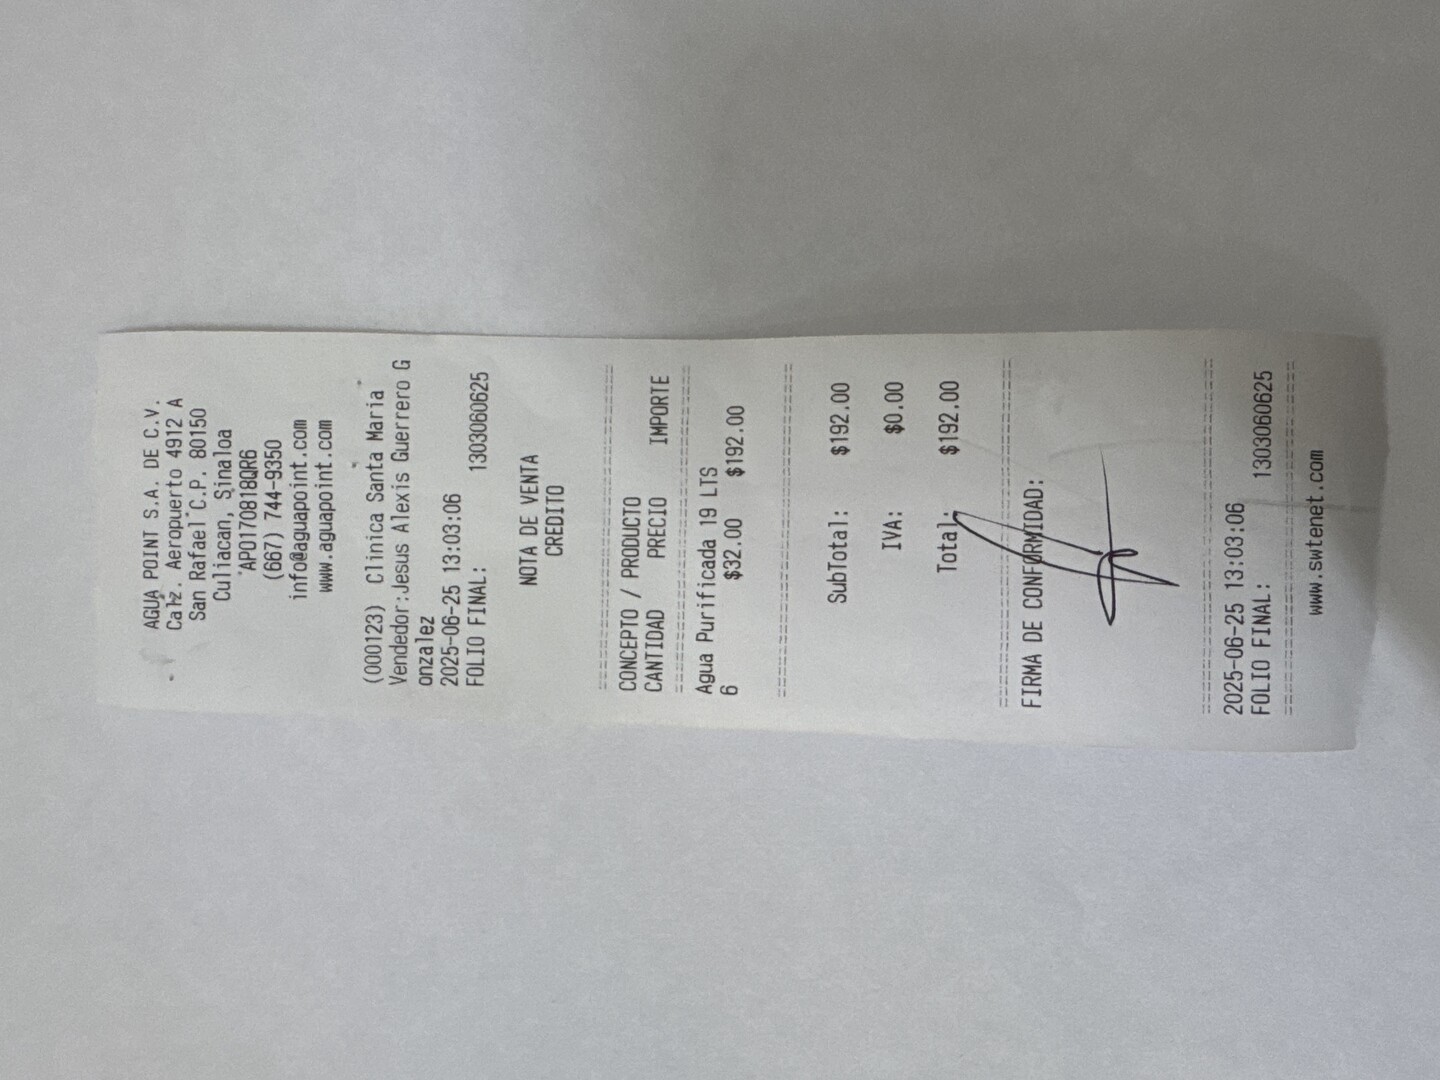 AGUA POINT S.A. DE C.V.
Calz. Aeropuerto 4912 A
San Rafael C.P. 80150
Culiacan, Sinaloa
APO170818QR6
(667) 744-9350
info@aguapoint.com
www.aguapoint.com
(000123) Clinica Santa Maria
Vendedor:Jesus Alexis Guerrero G
onzalez
2025-06-25 13:03:06
FOLIO FINAL: 1303060625
NOTA DE VENTA
CREDITO
================================
CONCEPTO / PRODUCTO
CANTIDAD PRECIO IMPORTE
================================
Agua Purificada 19 LTS
6 $32.00 $192.00
================================
SubTotal: $192.00
IVA: $0.00
Total: $192.00
================================
FIRMA DE CONFORMIDAD:
================================
2025-06-25 13:03:06
FOLIO FINAL: 1303060625
================================
www.swtenet.com